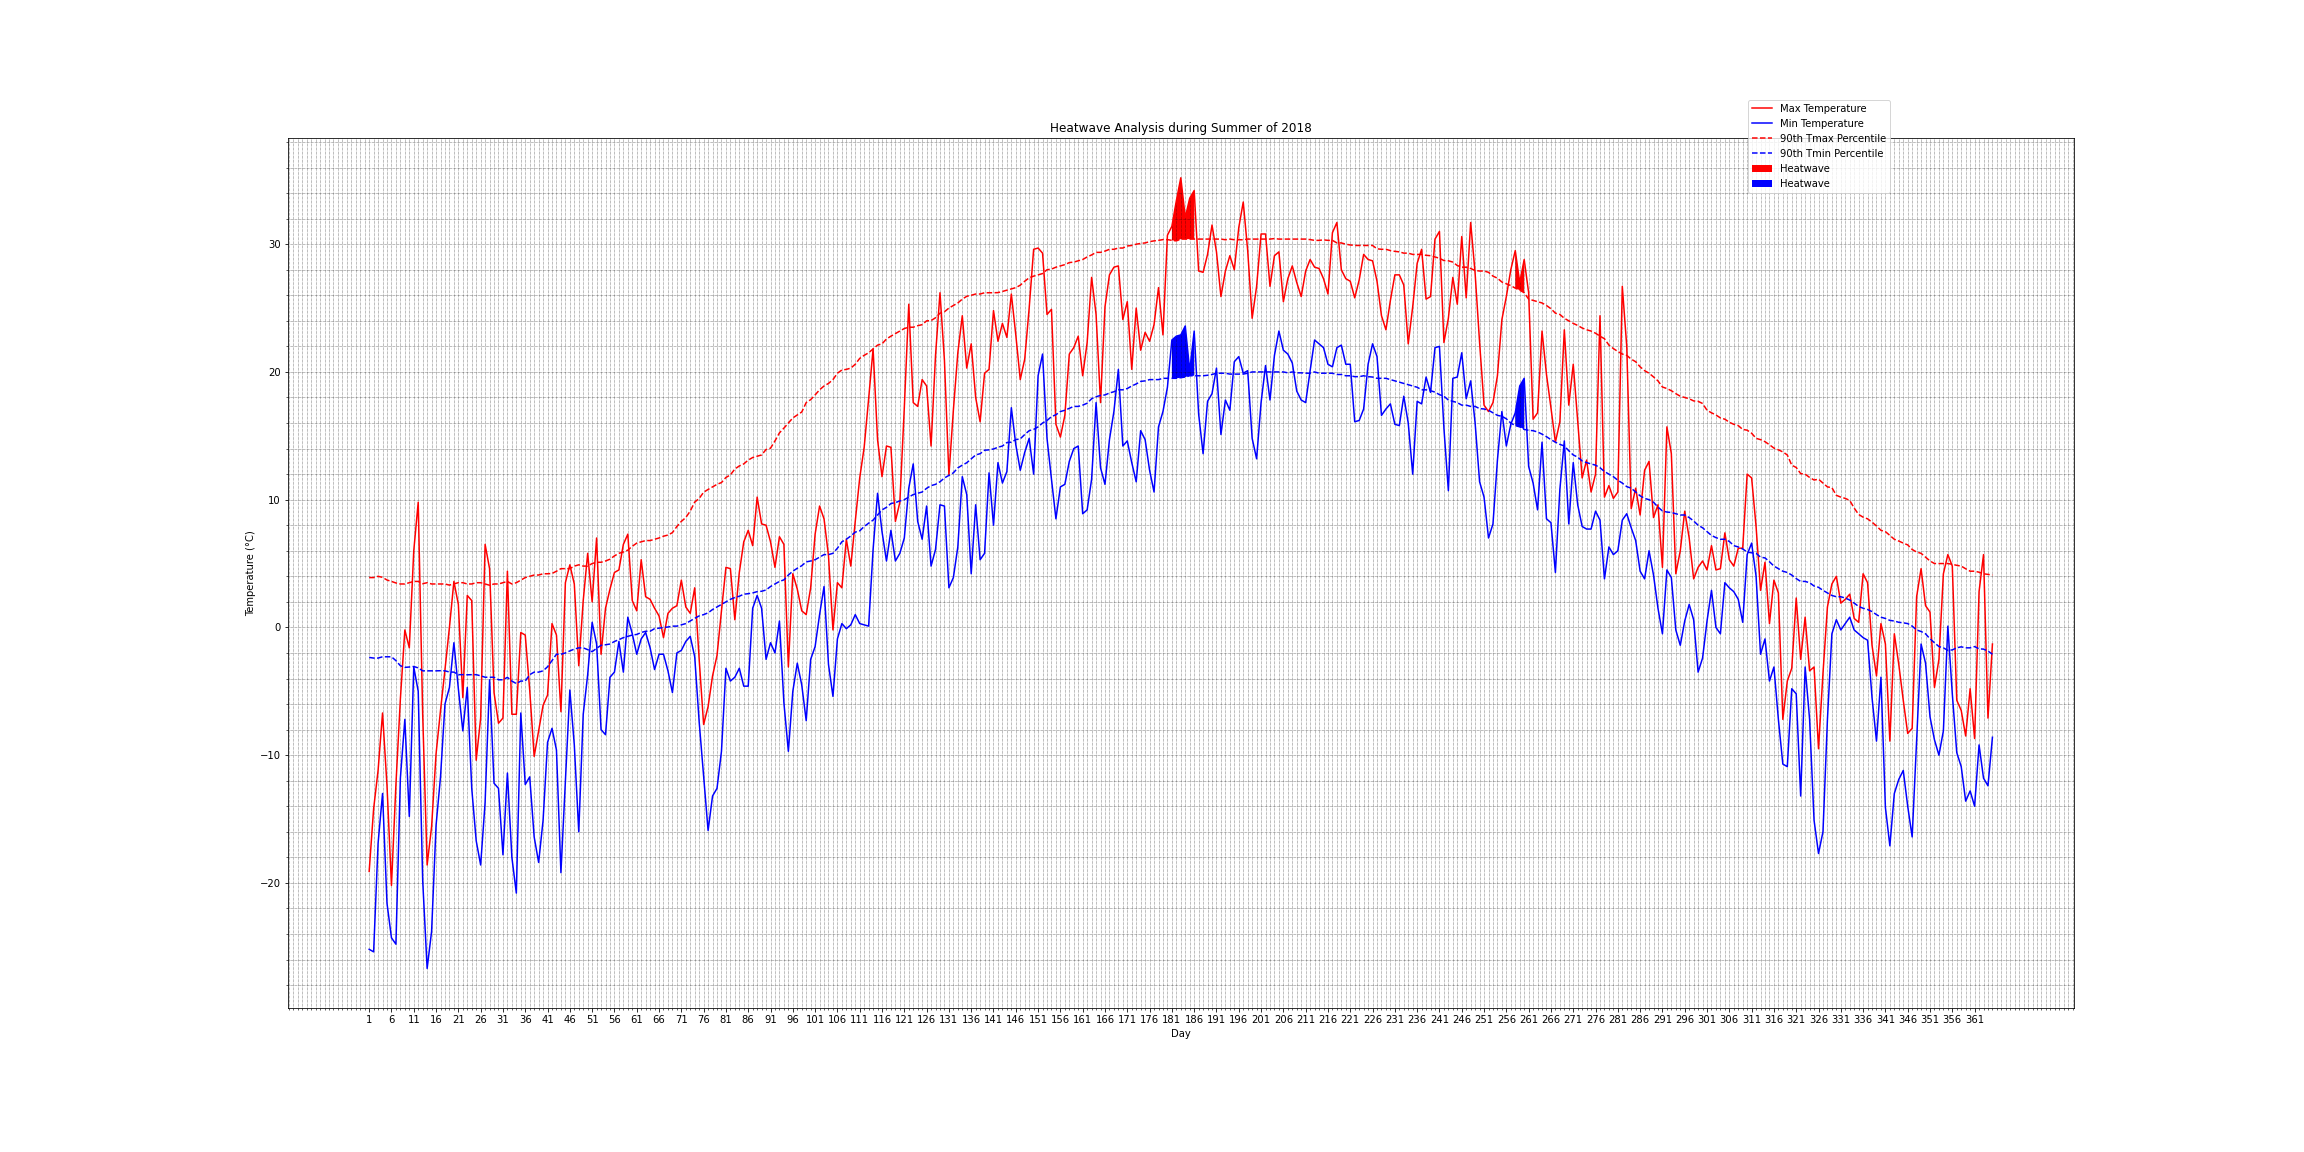 Heatwave Analysis during Summer of 2018
Max Temperature
Min Temperature
90th Tmax Percentile
90th Tmin Percentile
Heatwave
Heatwave
Temperature (°C)
30
20
10
0
−10
−20
1 6 11 16 21 26 31 36 41 46 51 56 61 66 71 76 81 86 91 96 101 106 111 116 121 126 131 136 141 146 151 156 161 166 171 176 181 186 191 196 201 206 211 216 221 226 231 236 241 246 251 256 261 266 271 276 281 286 291 296 301 306 311 316 321 326 331 336 341 346 351 356 361
Day